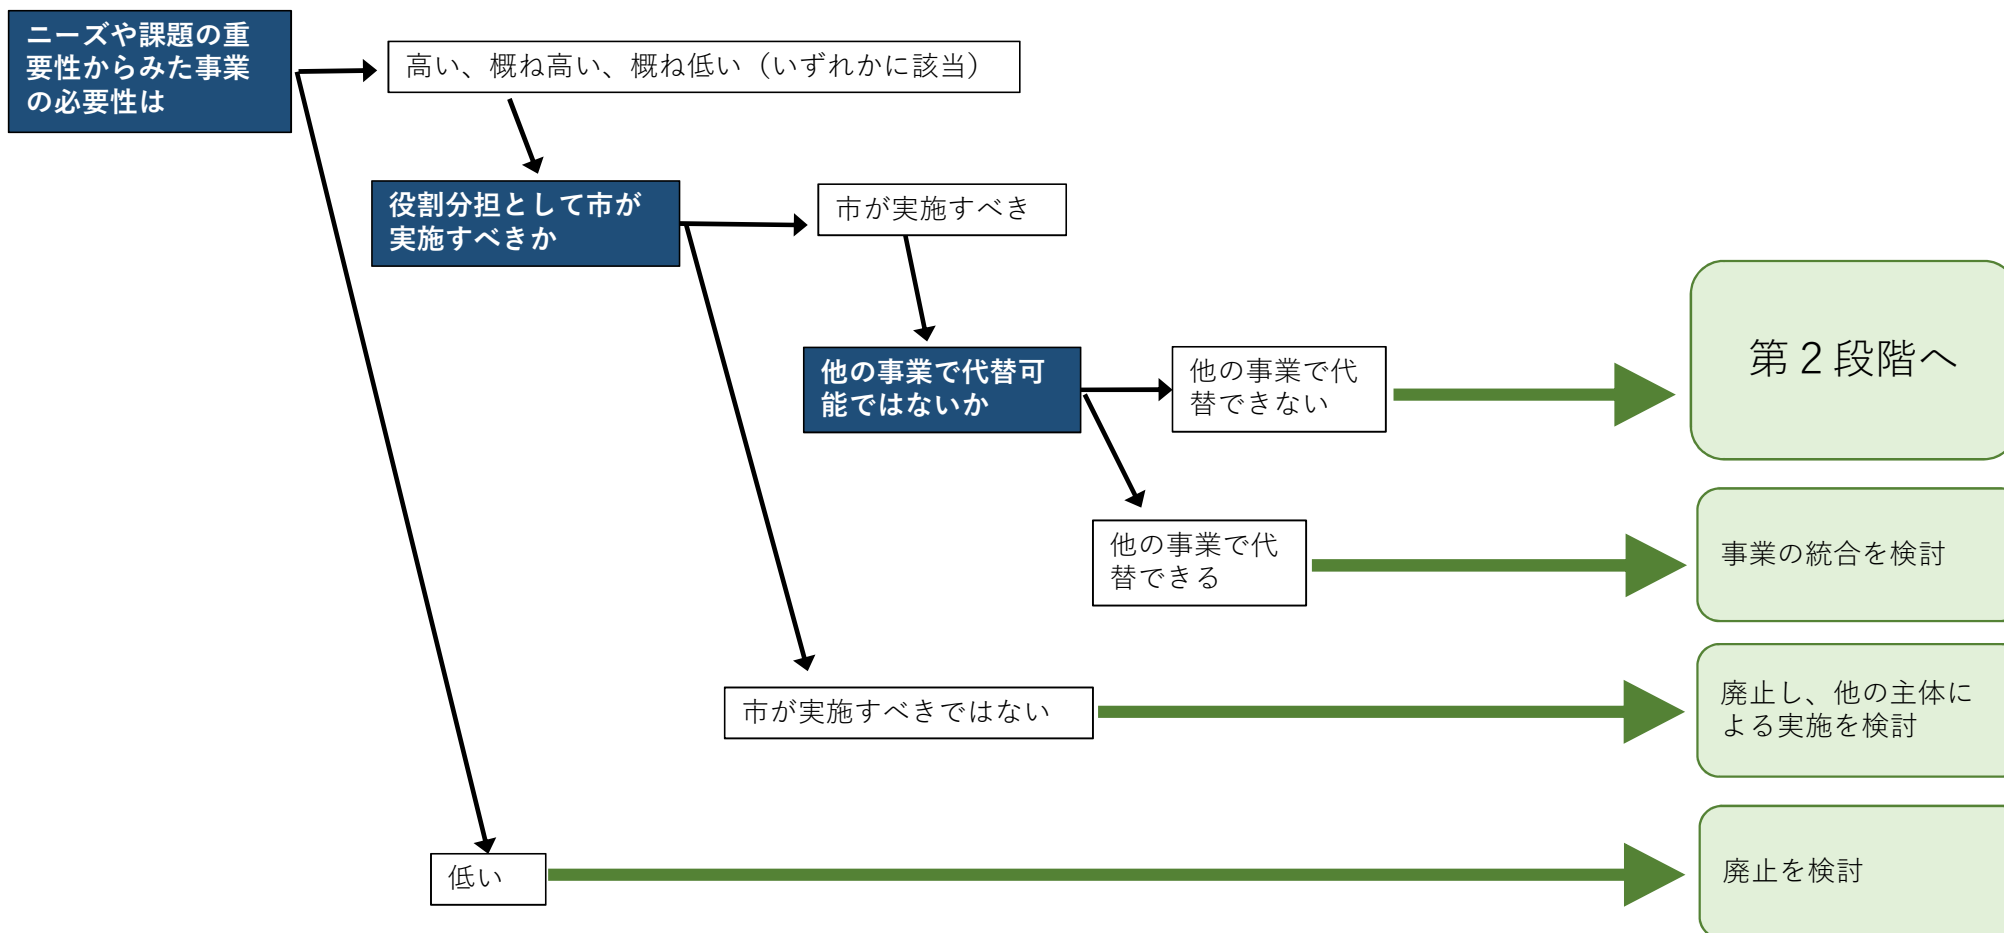 ニーズや課題の重
要性からみた事業
の必要性は
高い、概ね高い、概ね低い（いずれかに該当）
役割分担として市が
実施すべきか
市が実施すべき
他の事業で代替可
能ではないか
他の事業で代
替できない
第２段階へ
他の事業で代
替できる
事業の統合を検討
市が実施すべきではない
廃止し、他の主体に
よる実施を検討
低い
廃止を検討